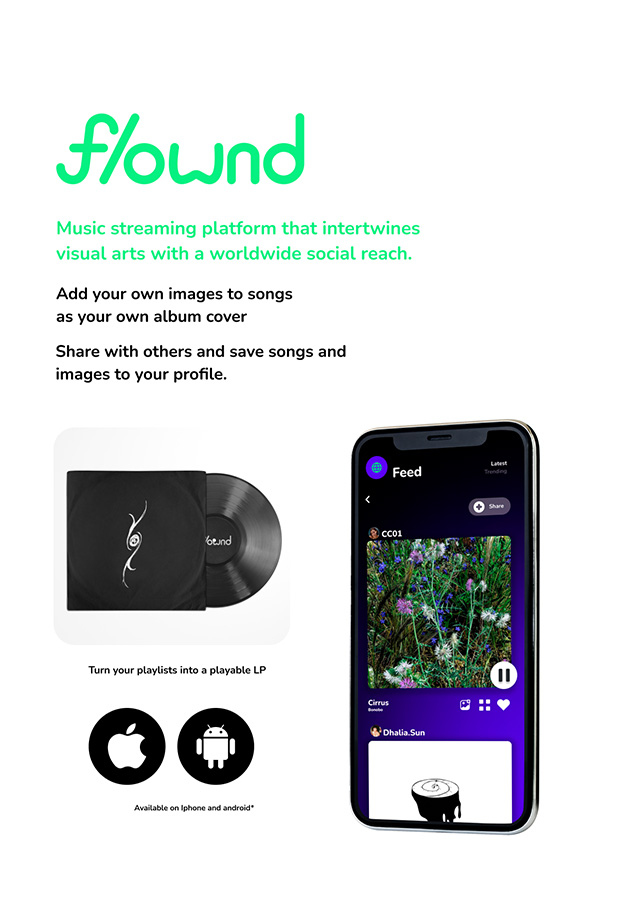 flownd
Music streaming platform that intertwines
visual arts with a worldwide social reach.
Add your own images to songs
as your own album cover
Share with others and save songs and
images to your profile.
Feed
Latest
Trending
Share
CC01
ownd
Turn your playlists into a playable LP
Cirrus
Bonobo
Dhalia.Sun
Available on Iphone and android*